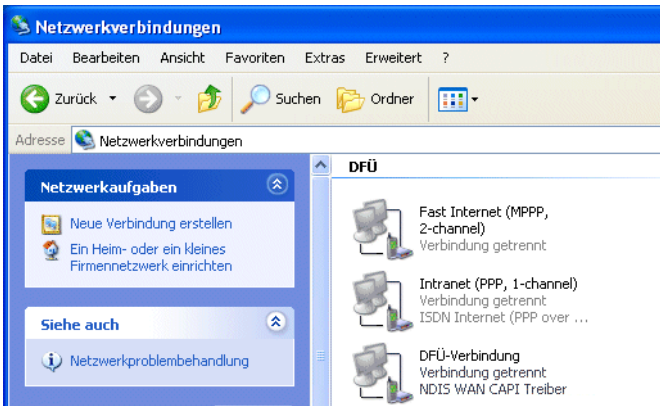 Netzwerkverbindungen
Datei Bearbeiten Ansicht Favoriten Extras Erweitert ?
Zurück Suchen Ordner
Adresse Netzwerkverbindungen
Netzwerkaufgaben
Neue Verbindung erstellen
Ein Heim- oder ein kleines
Firmennetzwerk einrichten
Siehe auch
Netzwerkproblembehandlung
DFÜ
Fast Internet (MPPP,
2-channel)
Verbindung getrennt
Intranet (PPP, 1-channel)
Verbindung getrennt
ISDN Internet (PPP over ...
DFÜ-Verbindung
Verbindung getrennt
NDIS WAN CAPI Treiber